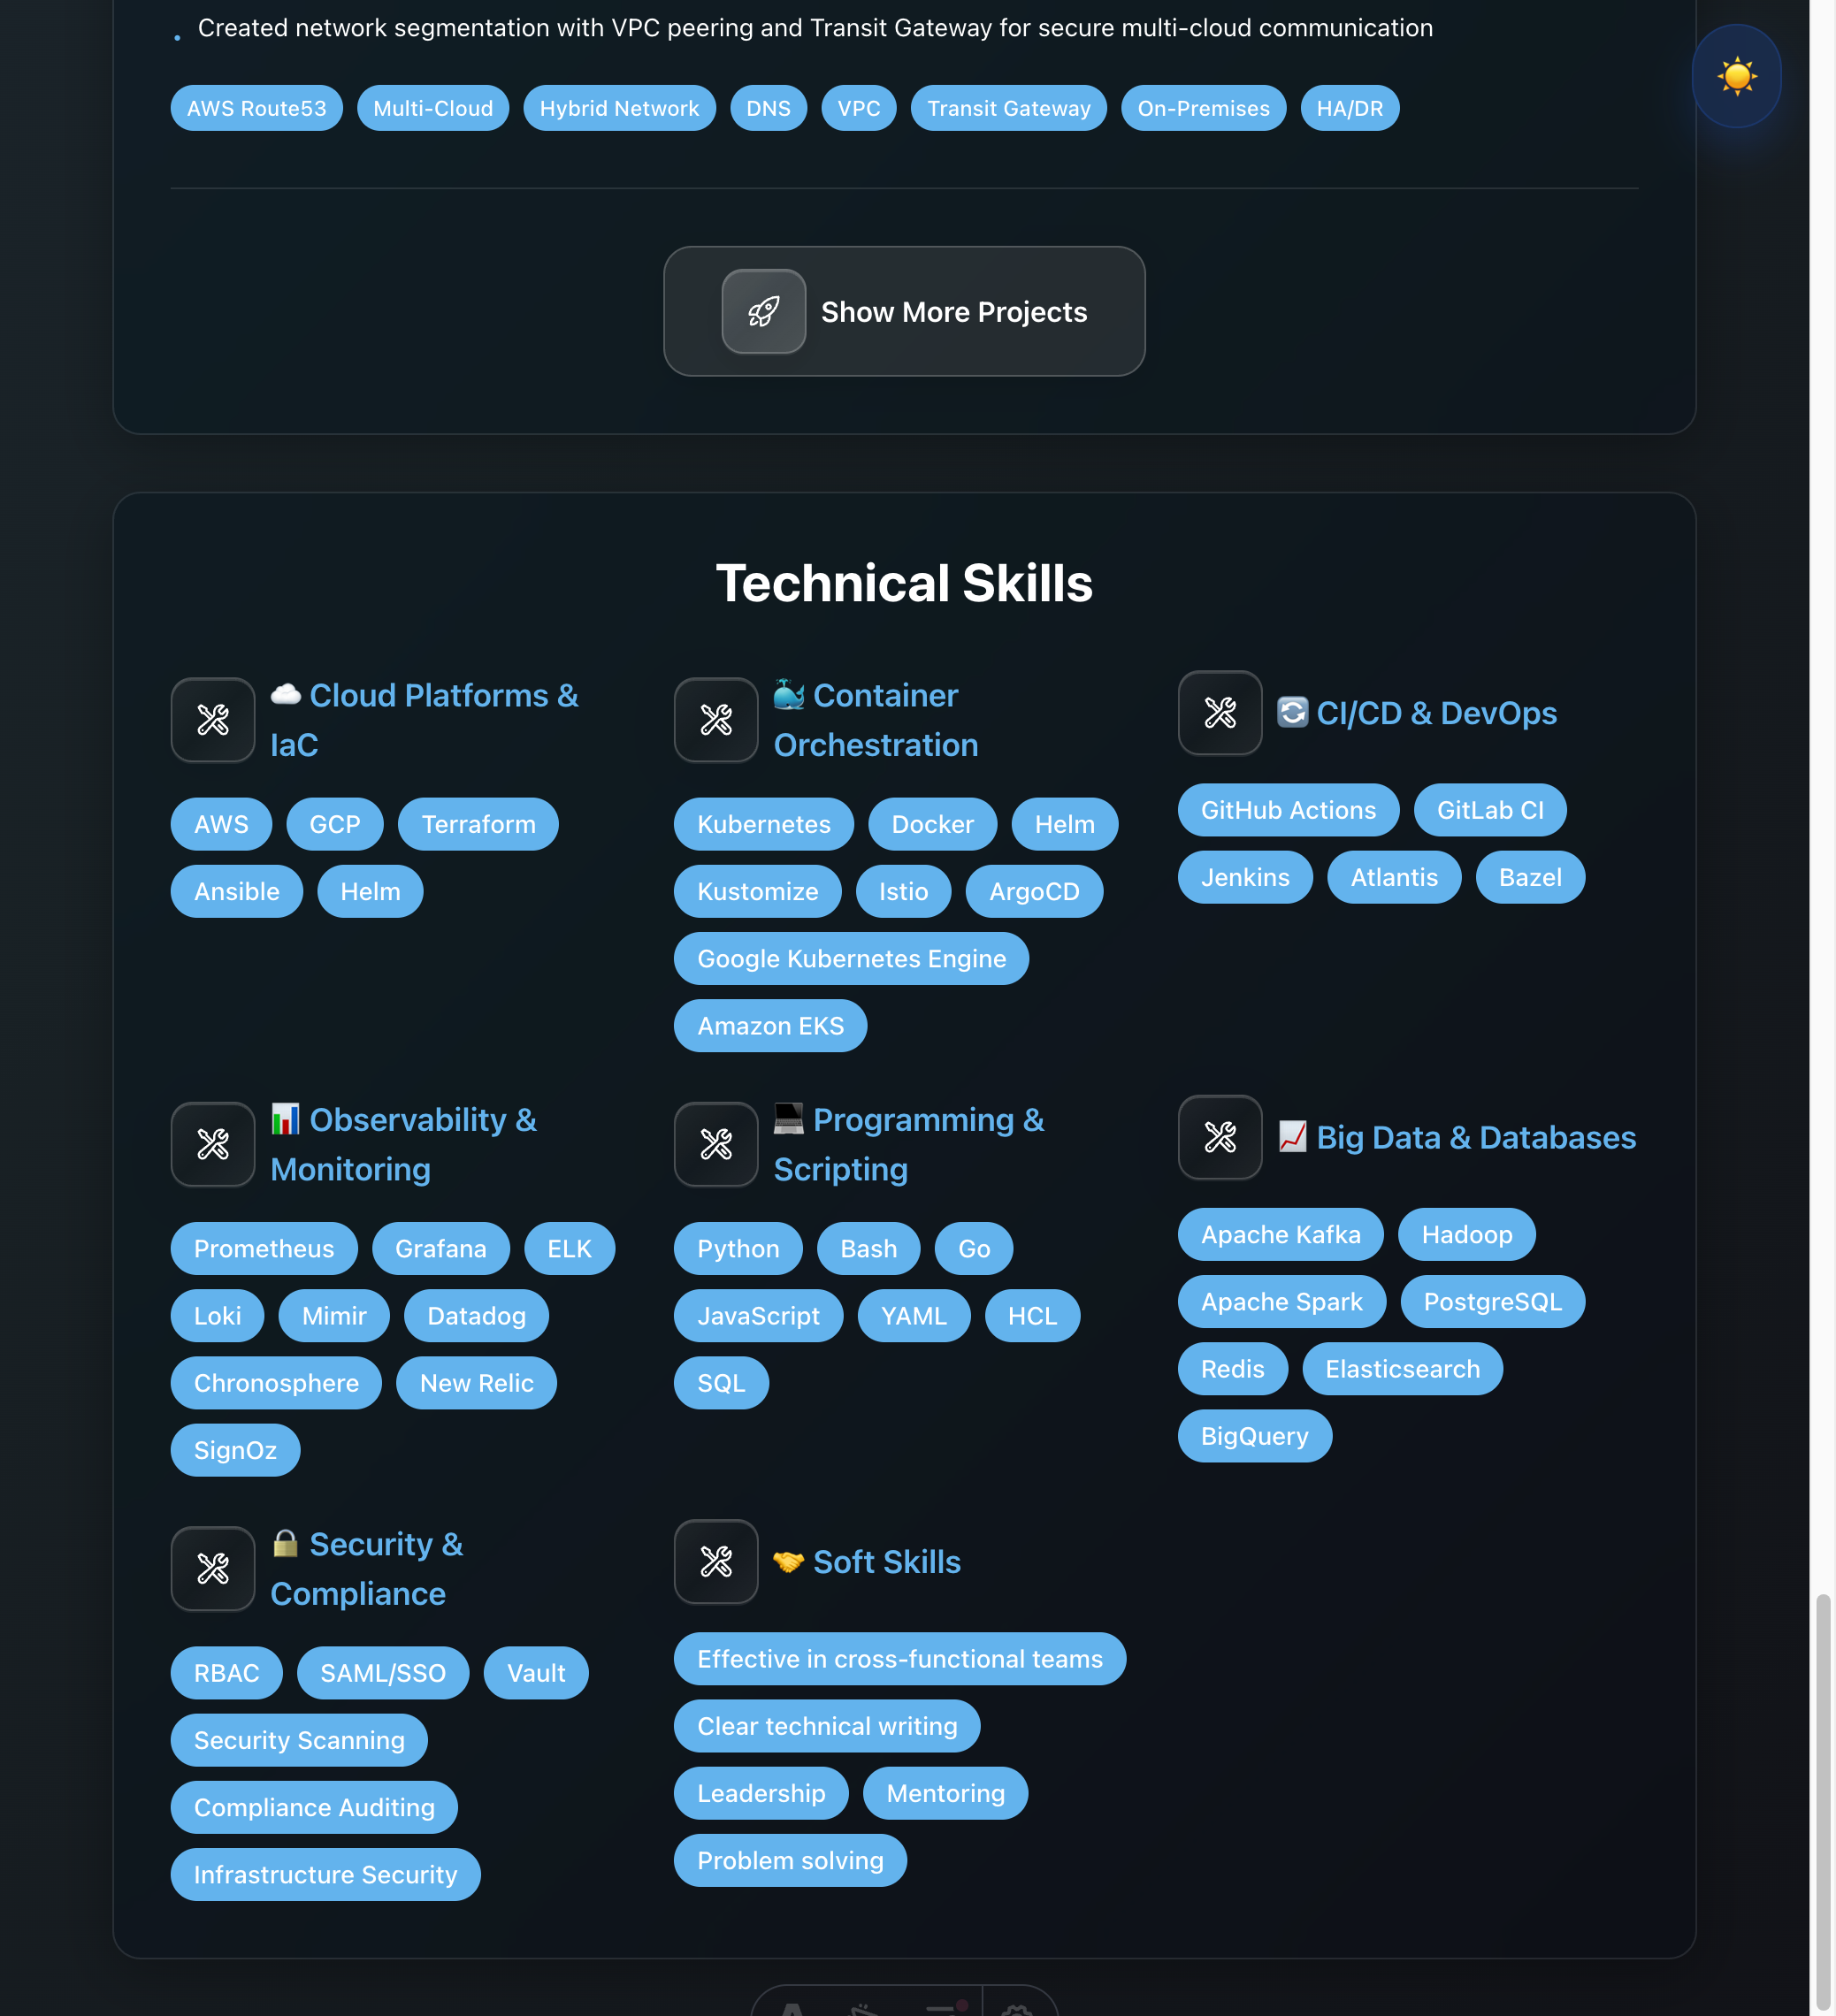 Created network segmentation with VPC peering and Transit Gateway for secure multi-cloud communication
AWS Route53 Multi-Cloud Hybrid Network DNS VPC Transit Gateway On-Premises HA/DR
Show More Projects
Technical Skills
Cloud Platforms &
IaC
AWS GCP Terraform
Ansible Helm
Container
Orchestration
Kubernetes Docker Helm
Kustomize Istio ArgoCD
Google Kubernetes Engine
Amazon EKS
CI/CD & DevOps
GitHub Actions GitLab CI
Jenkins Atlantis Bazel
Observability &
Monitoring
Prometheus Grafana ELK
Loki Mimir Datadog
Chronosphere New Relic
SignOz
Programming &
Scripting
Python Bash Go
JavaScript YAML HCL
SQL
Big Data & Databases
Apache Kafka Hadoop
Apache Spark PostgreSQL
Redis Elasticsearch
BigQuery
Security &
Compliance
RBAC SAML/SSO Vault
Security Scanning
Compliance Auditing
Infrastructure Security
Soft Skills
Effective in cross-functional teams
Clear technical writing
Leadership Mentoring
Problem solving